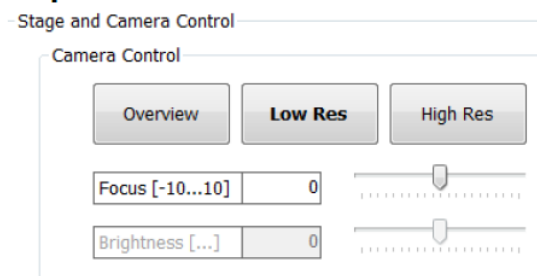 Stage and Camera Control
Camera Control
Overview Low Res High Res
Focus [-10...10] 0
Brightness [...] 0